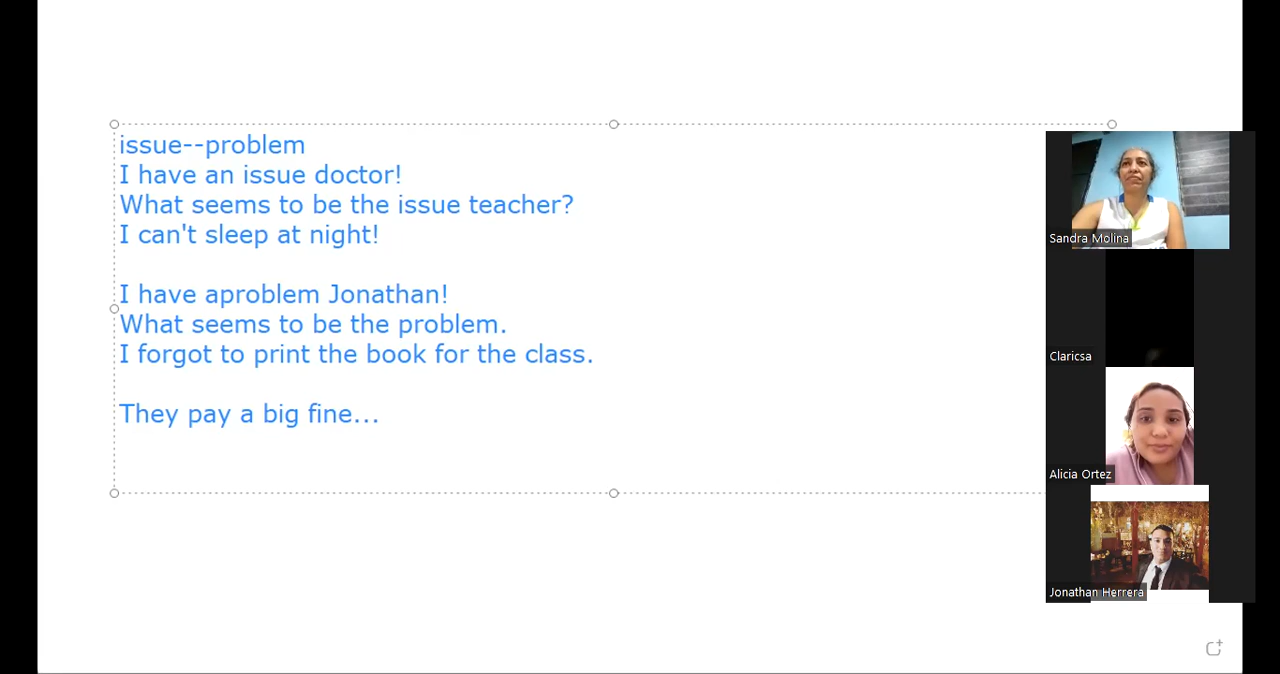 issue--problem
I have an issue doctor!
What seems to be the issue teacher?
I can't sleep at night!
I have aproblem Jonathan!
What seems to be the problem.
I forgot to print the book for the class.
They pay a big fine...
Sandra Molina
Claricsa
Alicia Ortez
Jonathan Herrera